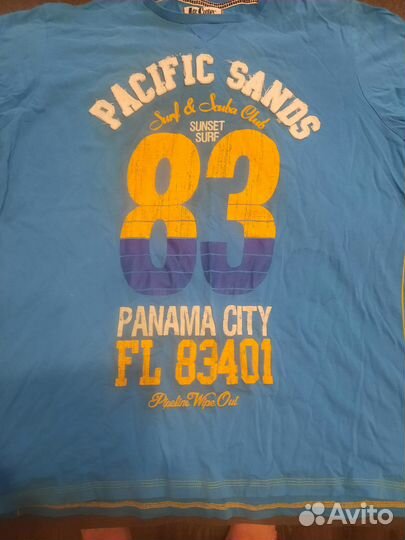 PACIFIC SANDS
Surf & Scuba Club
SUNSET
SURF
83
PANAMA CITY
FL 83401
Pipeline Wipe Out
Avito